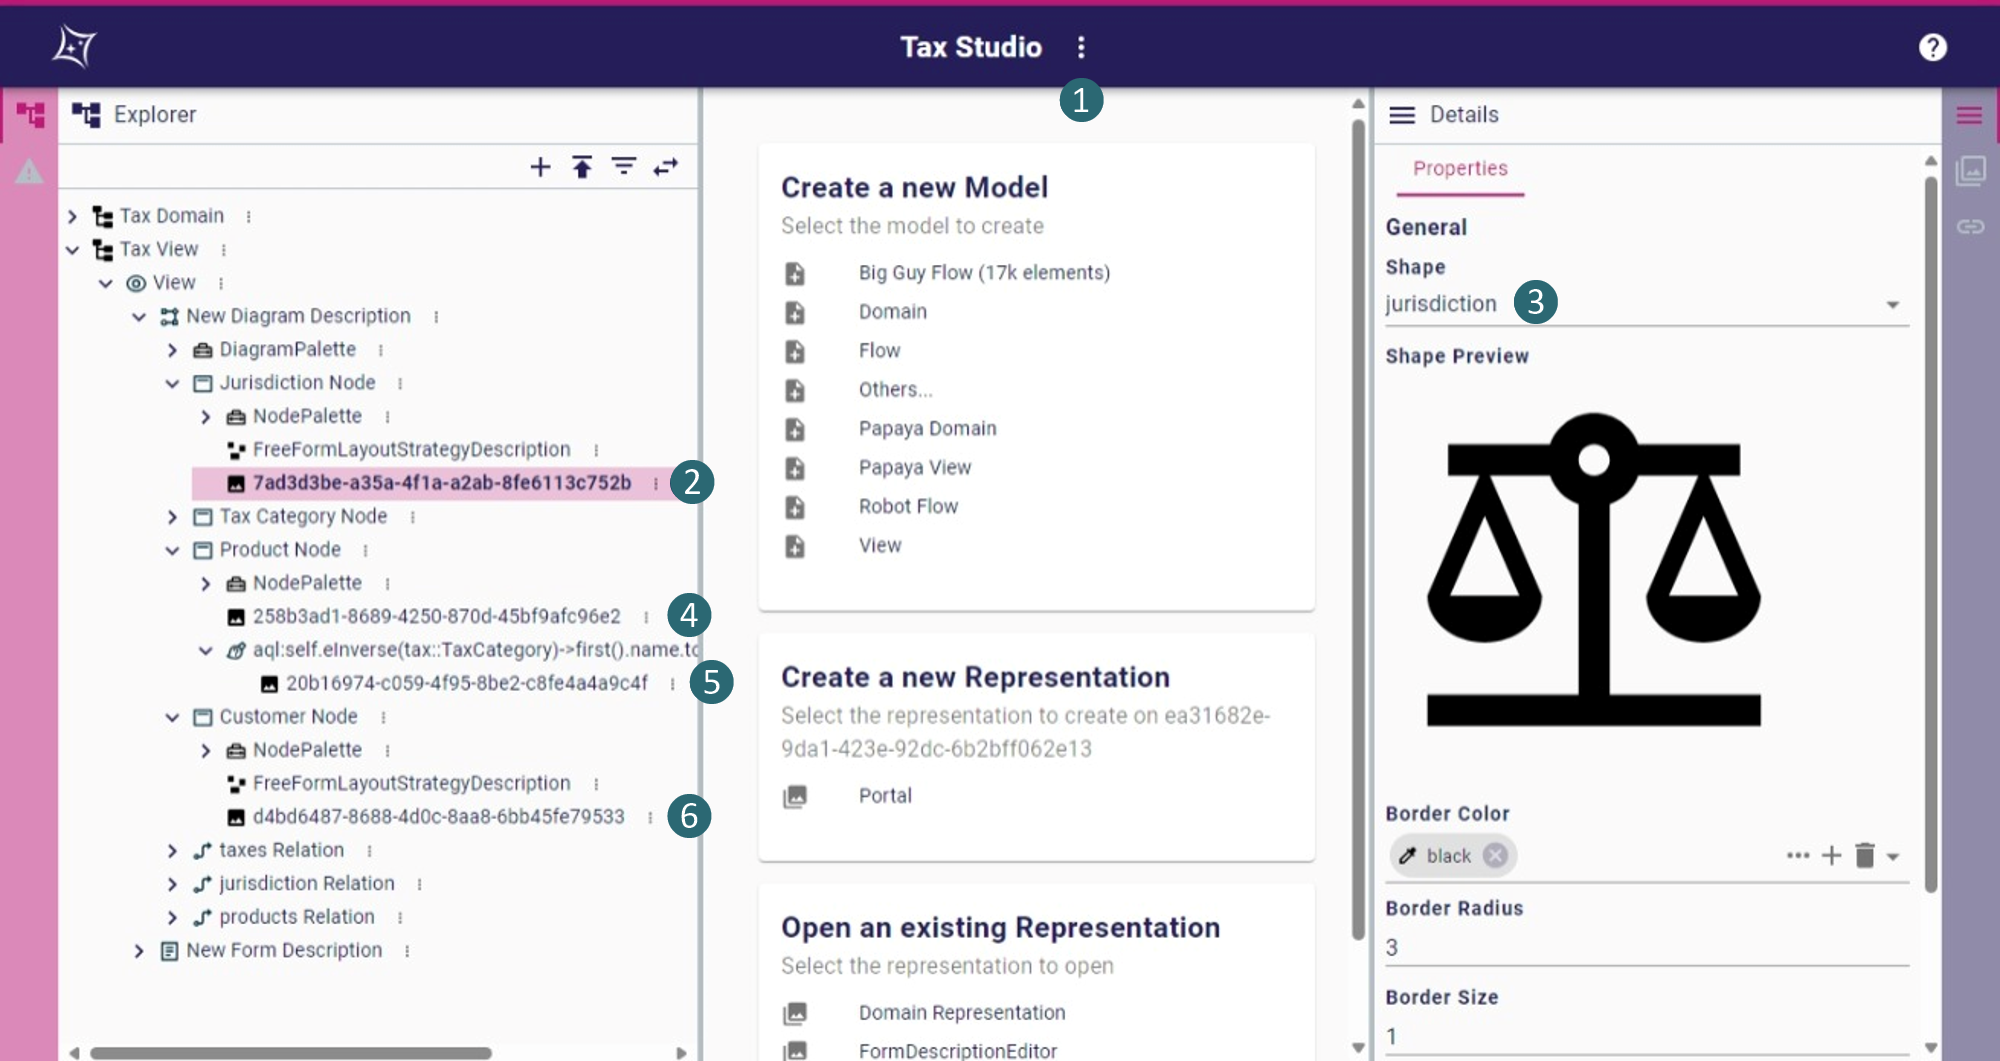 Tax Studio
?
1
Explorer
Tax Domain
Tax View
View
New Diagram Description
DiagramPalette
Jurisdiction Node
NodePalette
FreeFormLayoutStrategyDescription
7ad3d3be-a35a-4f1a-a2ab-8fe6113c752b
2
Tax Category Node
Product Node
NodePalette
258b3ad1-8689-4250-870d-45bf9afc96e2
4
aql:self.eInverse(tax::TaxCategory)->first().name.to
20b16974-c059-4f95-8be2-c8fe4a4a9c4f
5
Customer Node
NodePalette
FreeFormLayoutStrategyDescription
d4bd6487-8688-4d0c-8aa8-6bb45fe79533
6
taxes Relation
jurisdiction Relation
products Relation
New Form Description
Create a new Model
Select the model to create
Big Guy Flow (17k elements)
Domain
Flow
Others...
Papaya Domain
Papaya View
Robot Flow
View
Create a new Representation
Select the representation to create on ea31682e-
9da1-423e-92dc-6b2bff062e13
Portal
Open an existing Representation
Select the representation to open
Domain Representation
FormDescriptionEditor
Details
Properties
General
Shape
jurisdiction
3
Shape Preview
Border Color
black
Border Radius
3
Border Size
1